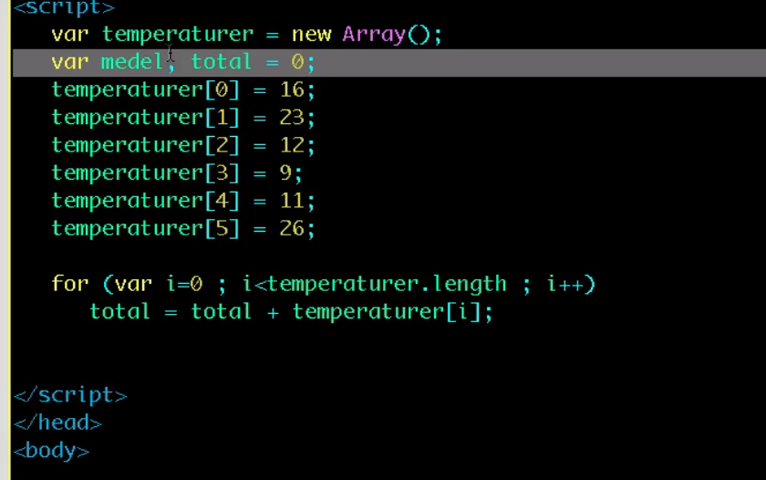 <script>
var temperaturer = new Array();
var medel, total = 0;
temperaturer[0] = 16;
temperaturer[1] = 23;
temperaturer[2] = 12;
temperaturer[3] = 9;
temperaturer[4] = 11;
temperaturer[5] = 26;
for (var i=0 ; i<temperaturer.length ; i++)
total = total + temperaturer[i];
</script>
</head>
<body>